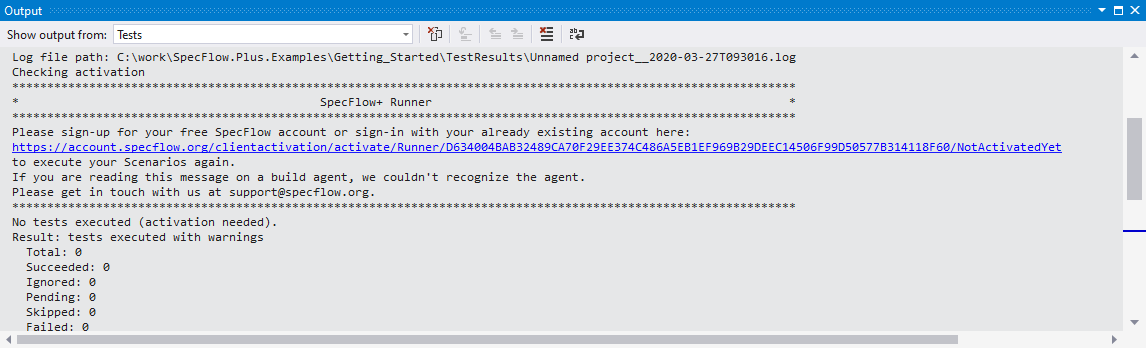 Output
Show output from: Tests
Log file path: C:\work\SpecFlow.Plus.Examples\Getting_Started\TestResults\Unnamed project__2020-03-27T093016.log
Checking activation
****************************************************************************************************************
* SpecFlow+ Runner *
****************************************************************************************************************
Please sign-up for your free SpecFlow account or sign-in with your already existing account here:
https://account.specflow.org/clientactivation/activate/Runner/D634004BAB32489CA70F29EE374C486A5EB1EF969B29DEEC14506F99D50577B314118F60/NotActivatedYet
to execute your Scenarios again.
If you are reading this message on a build agent, we couldn't recognize the agent.
Please get in touch with us at support@specflow.org.
****************************************************************************************************************
No tests executed (activation needed).
Result: tests executed with warnings
Total: 0
Succeeded: 0
Ignored: 0
Pending: 0
Skipped: 0
Failed: 0